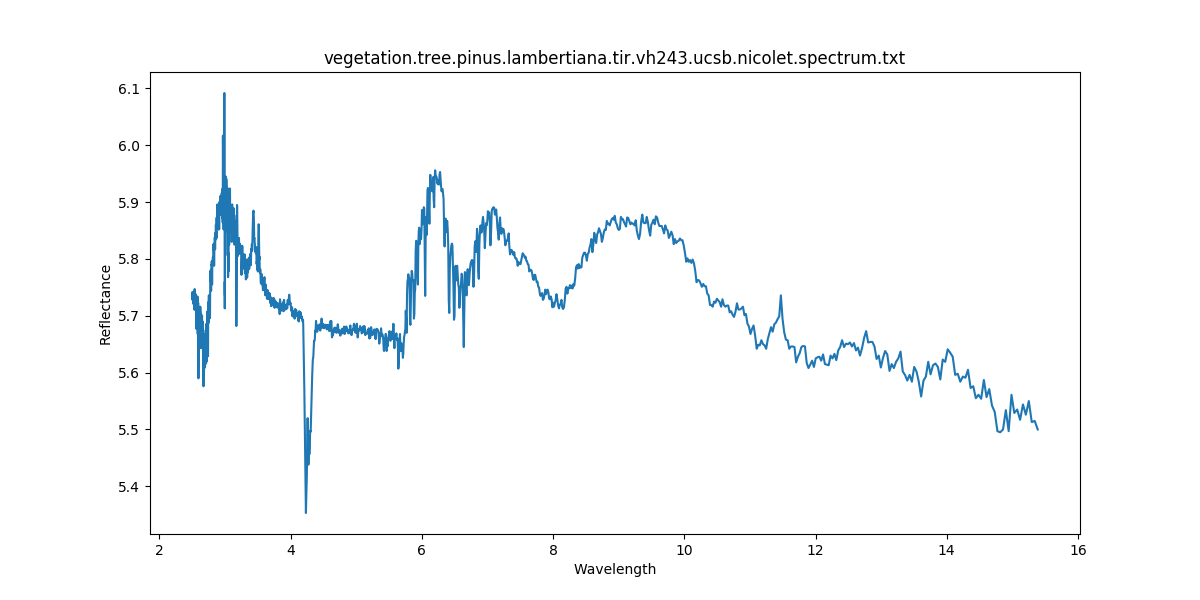 vegetation.tree.pinus.lambertiana.tir.vh243.ucsb.nicolet.spectrum.txt
6.1
6.0
5.9
5.8
5.7
5.6
5.5
5.4
Reflectance
2 4 6 8 10 12 14 16
Wavelength